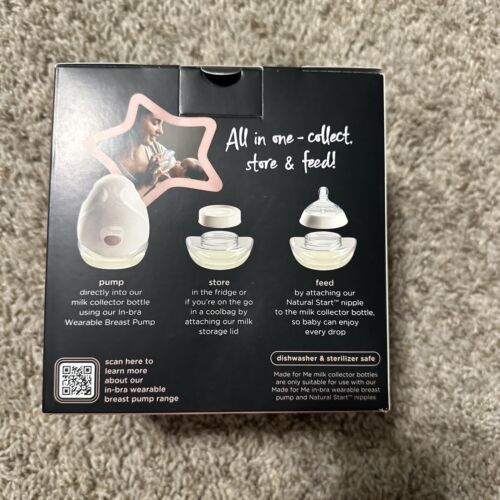 All in one - collect,
store & feed!
pump
directly into our
milk collector bottle
using our In-bra
Wearable Breast Pump
store
in the fridge or
if you're on the go
in a coolbag by
attaching our milk
storage lid
feed
by attaching our
Natural Start™ nipple
to the milk collector bottle,
so baby can enjoy
every drop
scan here to
learn more
about our
in-bra wearable
breast pump range
dishwasher & sterilizer safe
Made for Me milk collector bottles
are only suitable for use with our
Made for Me in-bra wearable breast
pump and Natural Start™ nipples